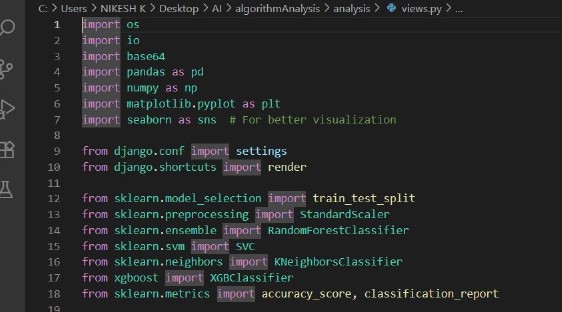 C: > Users > NIKESH K > Desktop > AI > algorithmAnalysis > analysis > views.py > ...
1 import os
2 import io
3 import base64
4 import pandas as pd
5 import numpy as np
6 import matplotlib.pyplot as plt
7 import seaborn as sns  # For better visualization
8
9 from django.conf import settings
10 from django.shortcuts import render
11
12 from sklearn.model_selection import train_test_split
13 from sklearn.preprocessing import StandardScaler
14 from sklearn.ensemble import RandomForestClassifier
15 from sklearn.svm import SVC
16 from sklearn.neighbors import KNeighborsClassifier
17 from xgboost import XGBClassifier
18 from sklearn.metrics import accuracy_score, classification_report
19